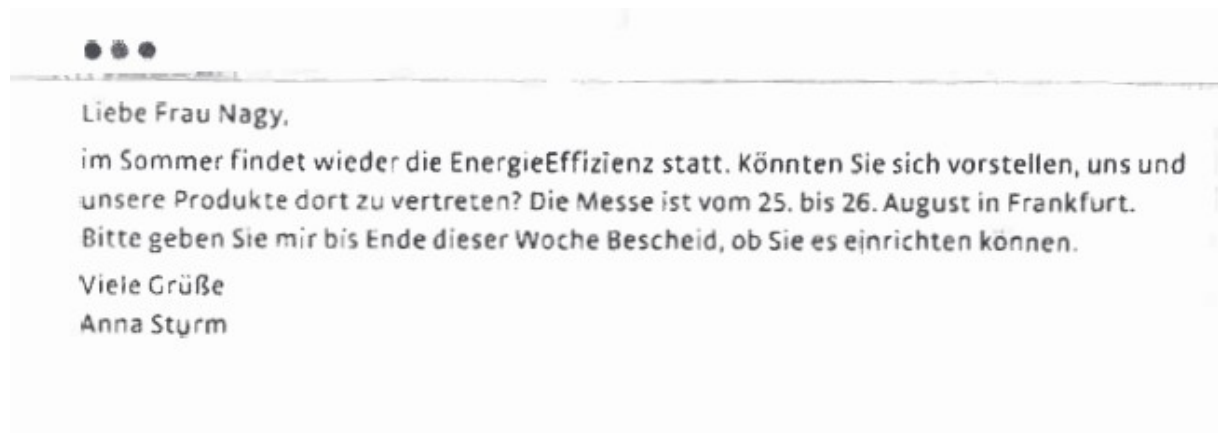 Liebe Frau Nagy,
im Sommer findet wieder die EnergieEffizienz statt. Könnten Sie sich vorstellen, uns und
unsere Produkte dort zu vertreten? Die Messe ist vom 25. bis 26. August in Frankfurt.
Bitte geben Sie mir bis Ende dieser Woche Bescheid, ob Sie es einrichten können.
Viele Grüße
Anna Sturm